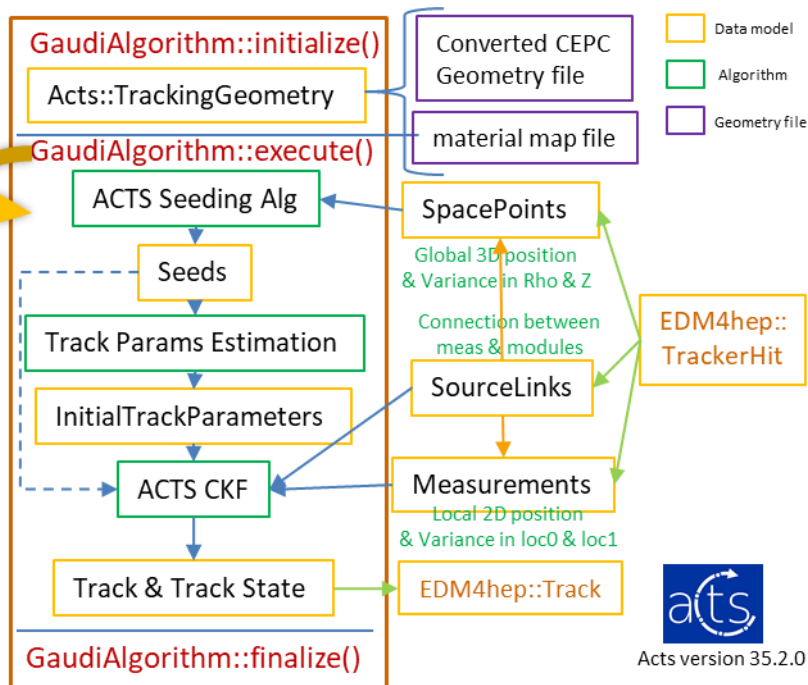 GaudiAlgorithm::initialize()
Acts::TrackingGeometry
Converted CEPC
Geometry file
material map file
Data model
Algorithm
Geometry file
GaudiAlgorithm::execute()
ACTS Seeding Alg
Seeds
Track Params Estimation
InitialTrackParameters
ACTS CKF
Track & Track State
SpacePoints
Global 3D position
& Variance in Rho & Z
Connection between
meas & modules
SourceLinks
Measurements
Local 2D position
& Variance in loc0 & loc1
EDM4hep::
TrackerHit
EDM4hep::Track
GaudiAlgorithm::finalize()
acts
Acts version 35.2.0